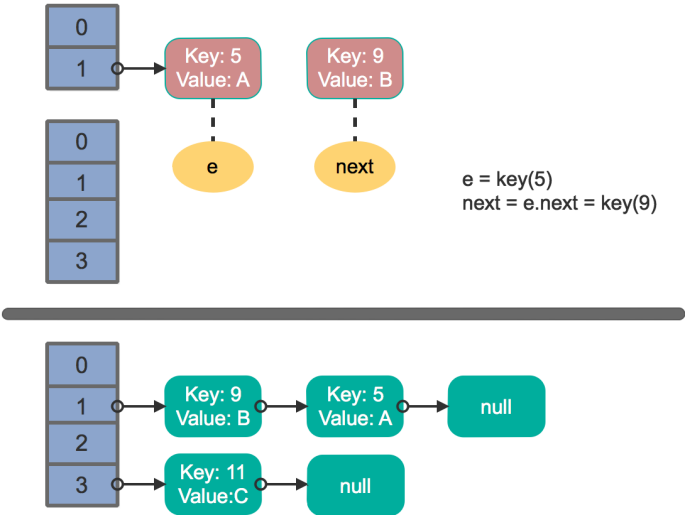 0
1
Key: 5
Value: A
Key: 9
Value: B
0
1
2
3
e
next
e = key(5)
next = e.next = key(9)
0
1
2
3
Key: 9
Value: B
Key: 5
Value: A
null
Key: 11
Value:C
null